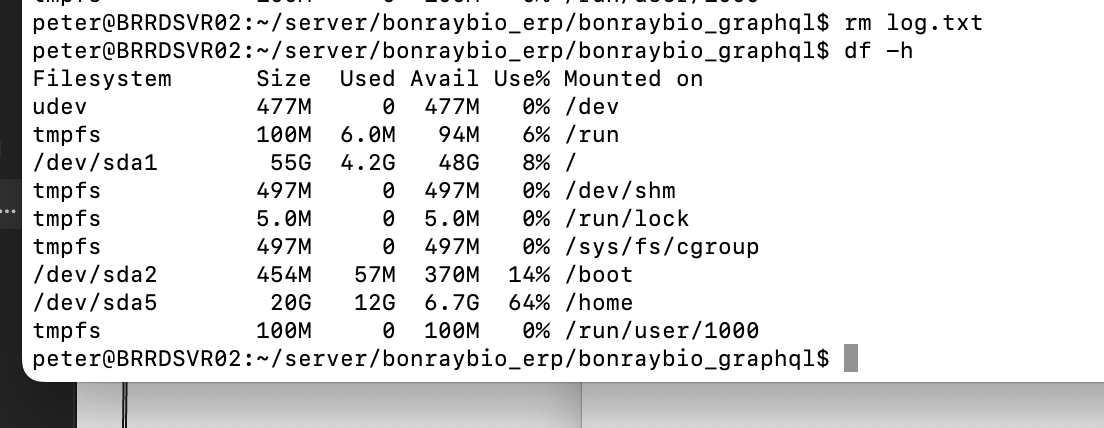 peter@BRRDSVR02:~/server/bonraybio_erp/bonraybio_graphql$ rm log.txt
peter@BRRDSVR02:~/server/bonraybio_erp/bonraybio_graphql$ df -h
Filesystem      Size  Used Avail Use% Mounted on
udev            477M     0  477M   0% /dev
tmpfs           100M  6.0M   94M   6% /run
/dev/sda1        55G  4.2G   48G   8% /
tmpfs           497M     0  497M   0% /dev/shm
tmpfs           5.0M     0  5.0M   0% /run/lock
tmpfs           497M     0  497M   0% /sys/fs/cgroup
/dev/sda2       454M   57M  370M  14% /boot
/dev/sda5        20G   12G  6.7G  64% /home
tmpfs           100M     0  100M   0% /run/user/1000
peter@BRRDSVR02:~/server/bonraybio_erp/bonraybio_graphql$